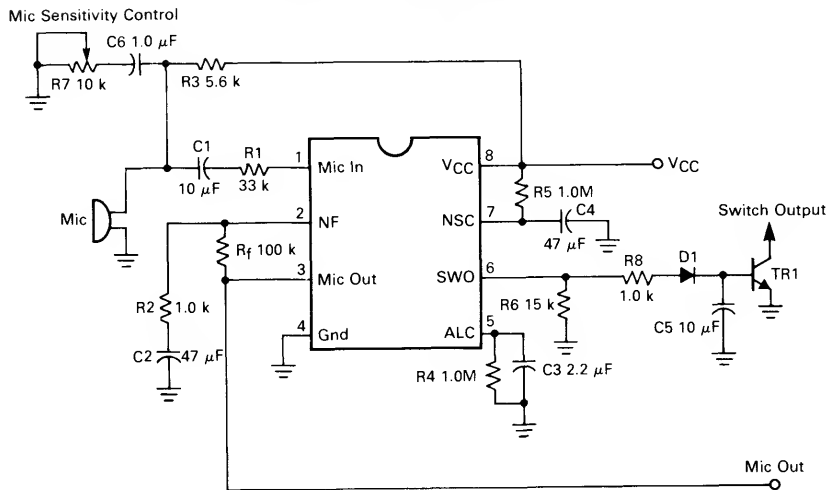 Mic Sensitivity Control
C6 1.0 μF
R7 10 k
R3 5.6 k
C1
10 μF
R1
33 k
1
Mic In
VCC
8
VCC
R5 1.0M
Mic
2
NF
NSC
7
C4
47 μF
Switch Output
Rf 100 k
3
Mic Out
SWO
6
R8
1.0 k
D1
TR1
R2
1.0 k
R6 15 k
C5 10 μF
4
Gnd
ALC
5
C2
47 μF
R4 1.0M
C3 2.2 μF
Mic Out